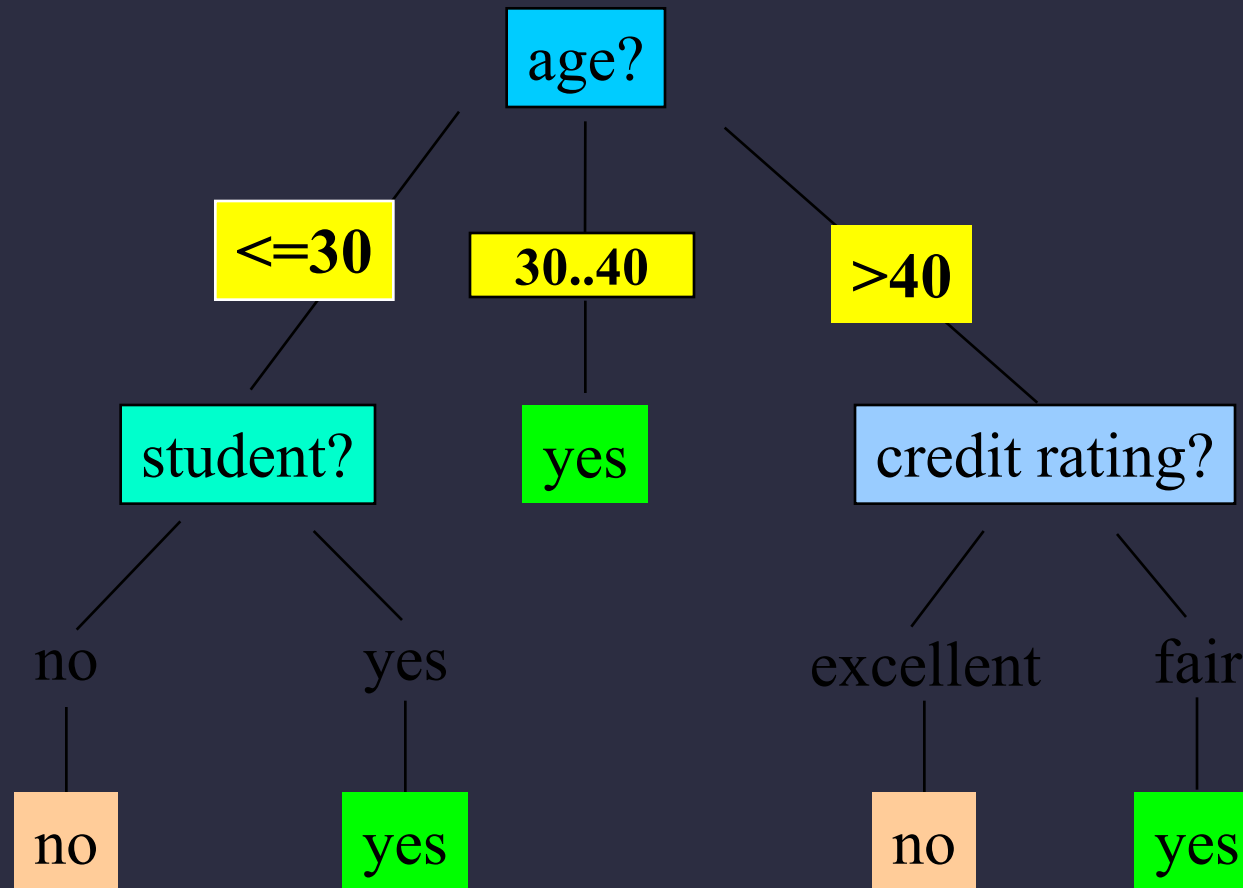 age?
<=30
30..40
>40
student?
yes
credit rating?
no
yes
excellent
fair
no
yes
no
yes